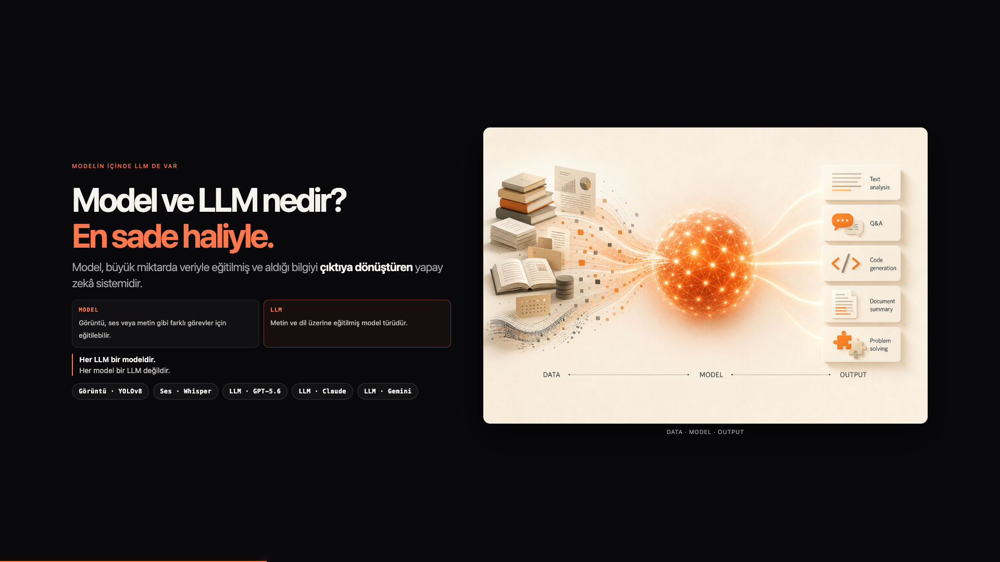 MODELİN İÇİNDE LLM DE VAR
Model ve LLM nedir?
En sade haliyle.
Model, büyük miktarda veriyle eğitilmiş ve aldığı bilgiyi çıktıya dönüştüren yapay
zekâ sistemidir.
MODEL
Görüntü, ses veya metin gibi farklı görevler için
eğitilebilir.
LLM
Metin ve dil üzerine eğitilmiş model türüdür.
Her LLM bir modeldir.
Her model bir LLM değildir.
Görüntü · YOLOv8
Ses · Whisper
LLM · GPT-5.6
LLM · Claude
LLM · Gemini
Text
analysis
Q&A
Code
generation
Document
summary
Problem
solving
DATA
MODEL
OUTPUT
DATA · MODEL · OUTPUT